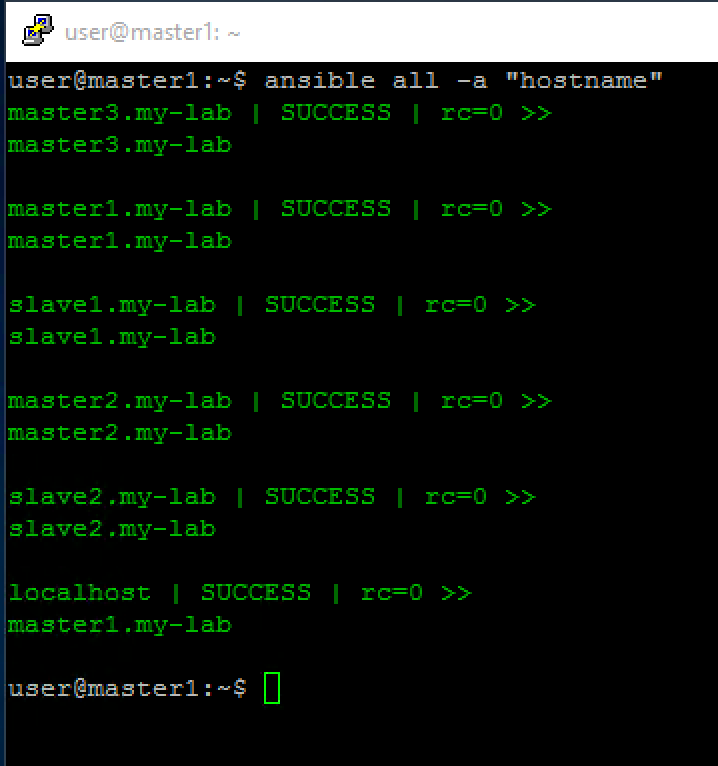 user@master1: ~
user@master1:~$ ansible all -a "hostname"
master3.my-lab | SUCCESS | rc=0 >>
master3.my-lab
master1.my-lab | SUCCESS | rc=0 >>
master1.my-lab
slave1.my-lab | SUCCESS | rc=0 >>
slave1.my-lab
master2.my-lab | SUCCESS | rc=0 >>
master2.my-lab
slave2.my-lab | SUCCESS | rc=0 >>
slave2.my-lab
localhost | SUCCESS | rc=0 >>
master1.my-lab
user@master1:~$